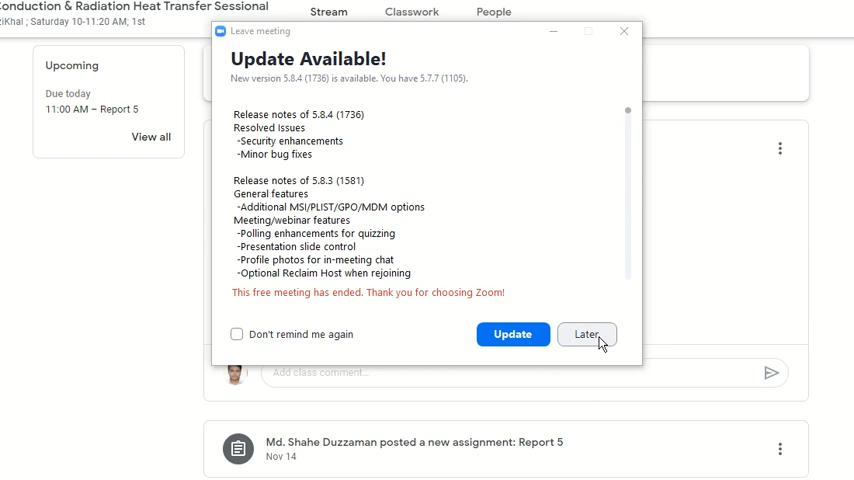 Conduction & Radiation Heat Transfer Sessional
Saturday 10-11:20 AM; 1st
Stream
Classwork
People
Upcoming
Due today
11:00 AM – Report 5
View all
Leave meeting
Update Available!
New version 5.8.4 (1736) is available. You have 5.7.7 (1105).
Release notes of 5.8.4 (1736)
Resolved Issues
-Security enhancements
-Minor bug fixes
Release notes of 5.8.3 (1581)
General features
-Additional MSI/PLIST/GPO/MDM options
Meeting/webinar features
-Polling enhancements for quizzing
-Presentation slide control
-Profile photos for in-meeting chat
-Optional Reclaim Host when rejoining
This free meeting has ended. Thank you for choosing Zoom!
Don't remind me again
Update
Later
Add class comment...
Md. Shahe Duzzaman posted a new assignment: Report 5
Nov 14